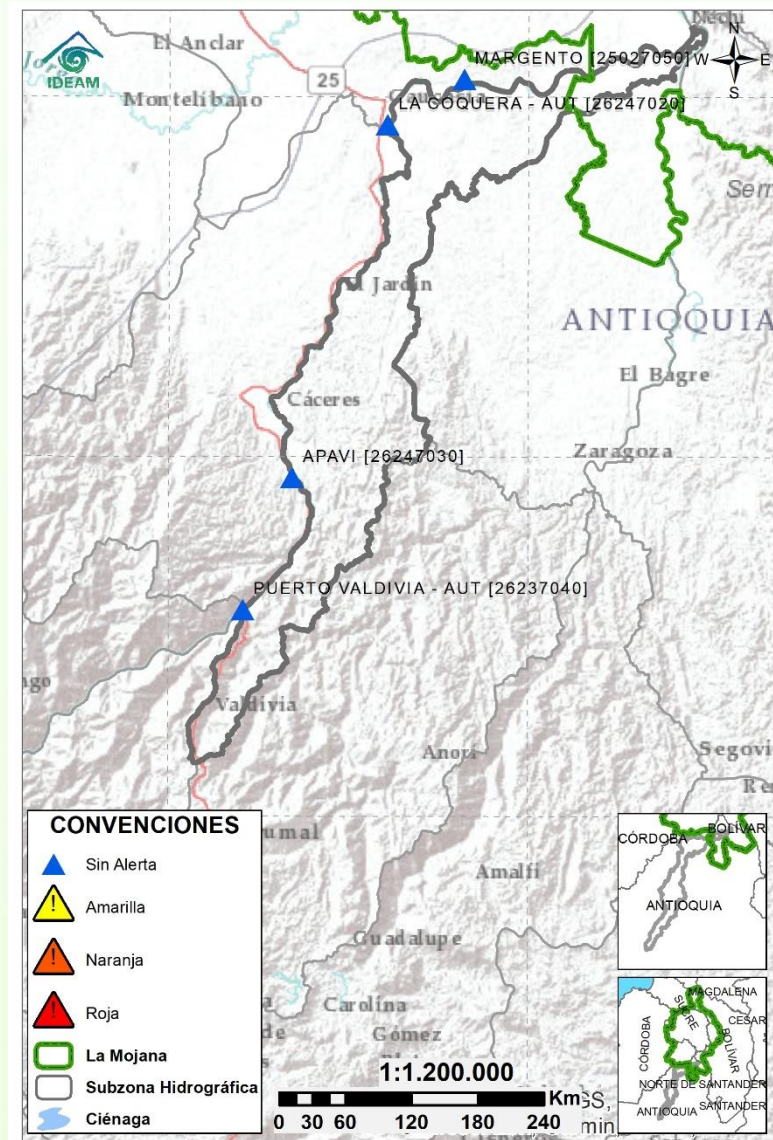 Nechí
N
W E
S
El Anclar
MARGENTO [25027050]
IDEAM
25
Montelíbano
Caucasia
LA COQUERA - AUT [26247020]
El Jardín
ANTIOQUIA
El Bagre
Cáceres
Zaragoza
APAVI [26247030]
PUERTO VALDIVIA - AUT [26237040]
Valdivia
Anorí
Amalfi
Guadalupe
Carolina
Gómez
CONVENCIONES
Sin Alerta
! Amarilla
! Naranja
! Roja
La Mojana
Subzona Hidrográfica
Ciénaga
1:1.200.000
Km
0 30 60 120 180 240
CÓRDOBA
BOLÍVAR
ANTIOQUIA
MAGDALENA
SUCRE
CESAR
CÓRDOBA
BOLÍVAR
NORTE DE SANTANDER
SANTANDER
ANTIOQUIA